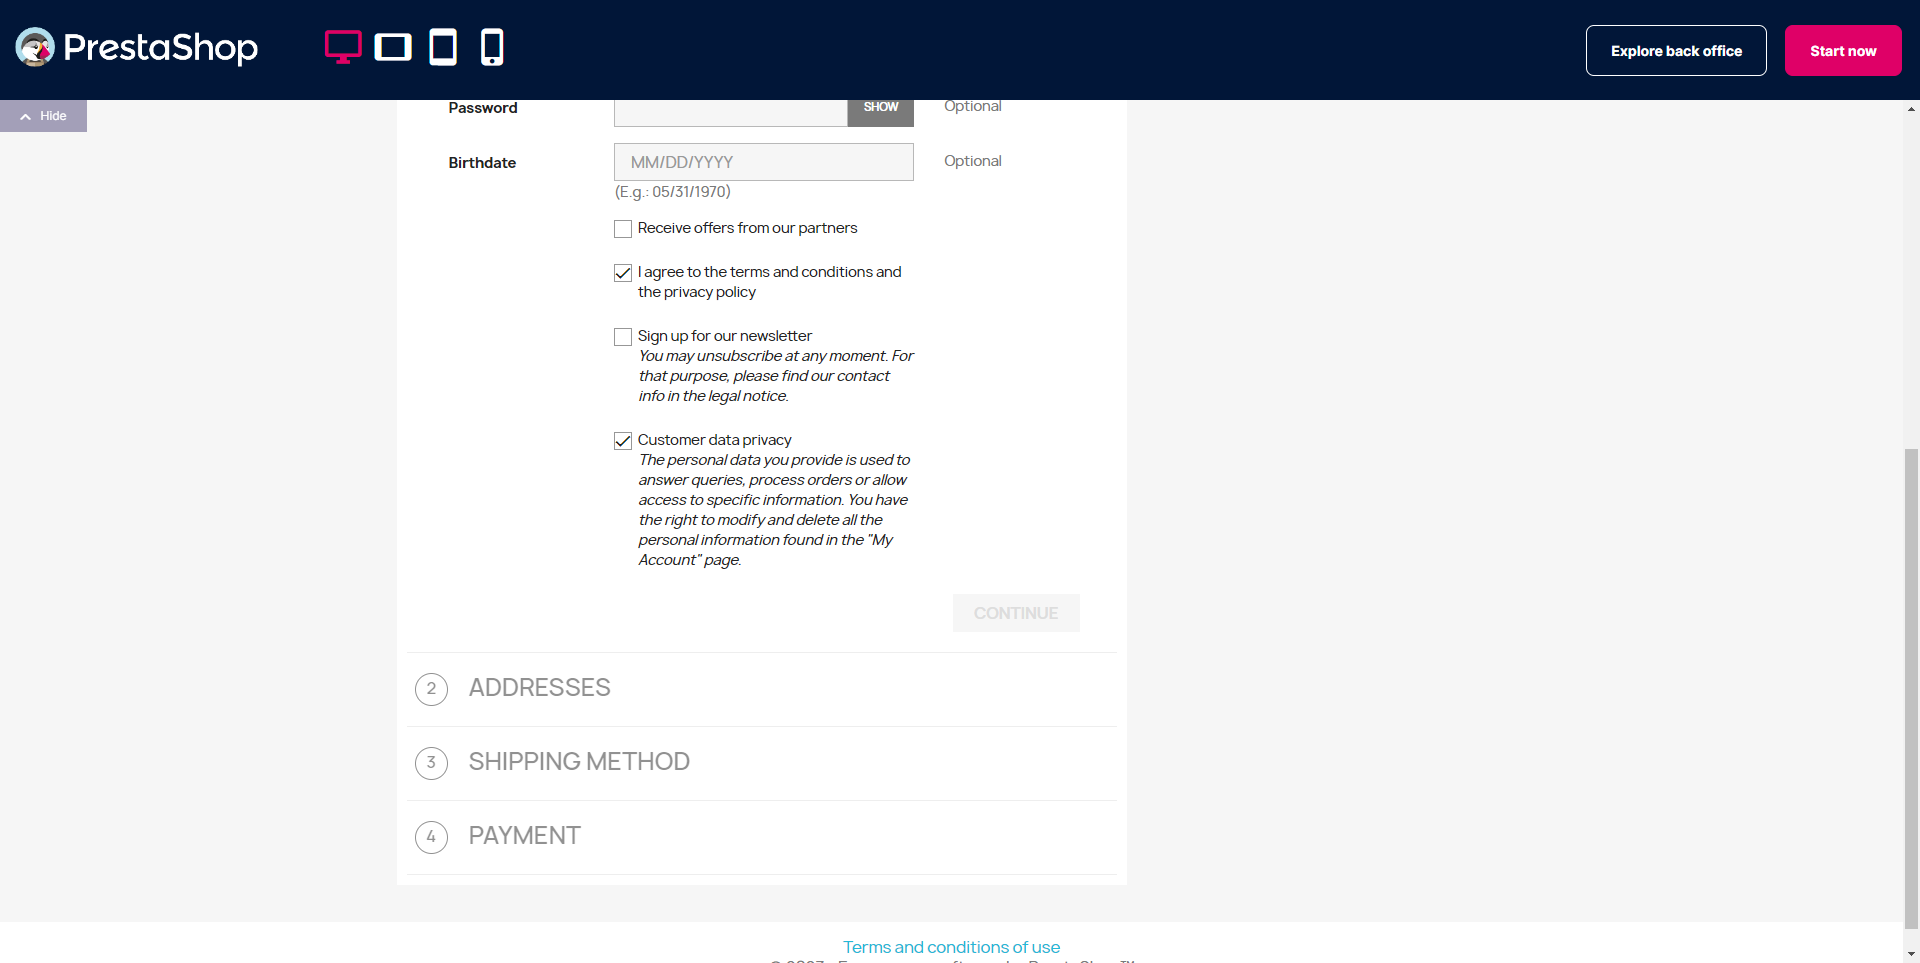 PrestaShop
Explore back office
Start now
Hide
Password
SHOW
Optional
Birthdate
MM/DD/YYYY
Optional
(E.g.: 05/31/1970)
Receive offers from our partners
I agree to the terms and conditions and
the privacy policy
Sign up for our newsletter
You may unsubscribe at any moment. For
that purpose, please find our contact
info in the legal notice.
Customer data privacy
The personal data you provide is used to
answer queries, process orders or allow
access to specific information. You have
the right to modify and delete all the
personal information found in the "My
Account" page.
CONTINUE
2 ADDRESSES
3 SHIPPING METHOD
4 PAYMENT
Terms and conditions of use